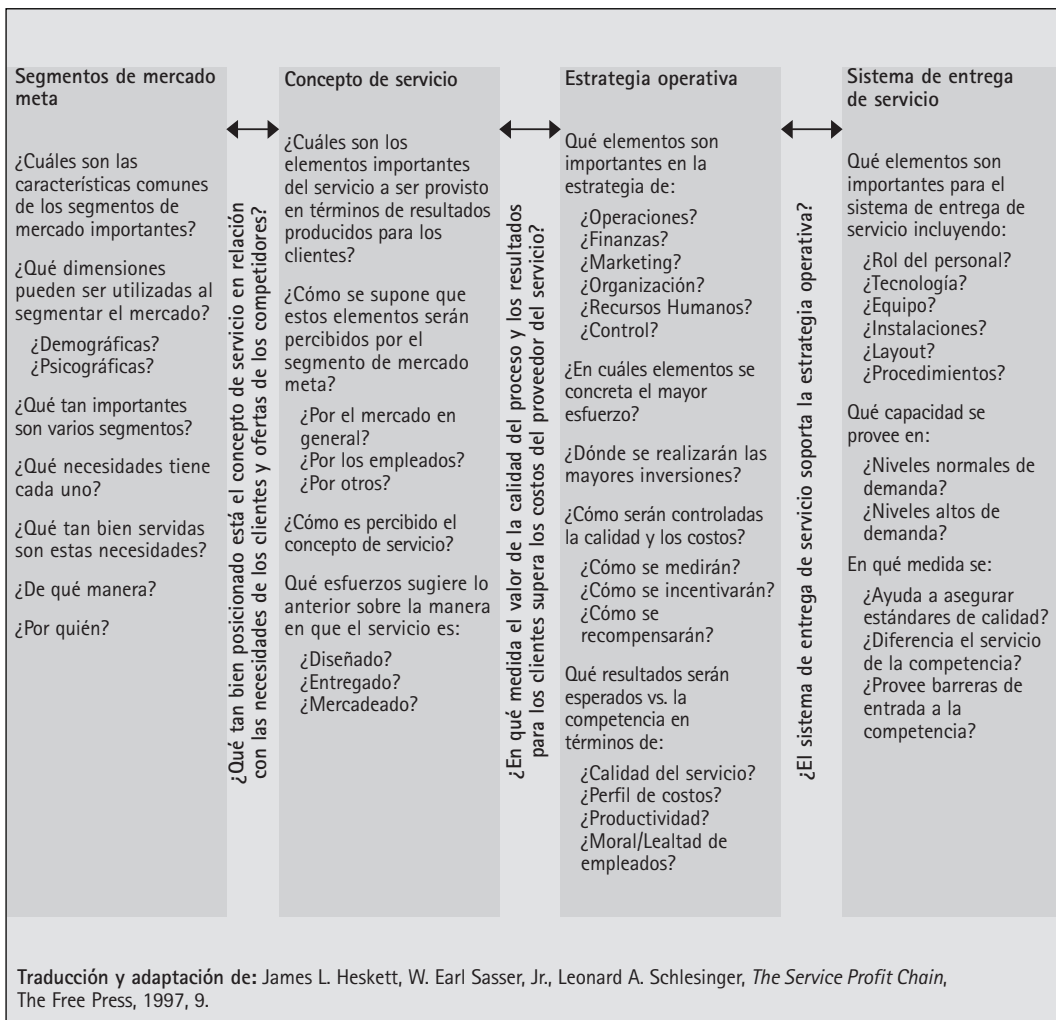 Segmentos de mercado
meta
¿Cuáles son las
características comunes
de los segmentos de
mercado importantes?
¿Qué dimensiones
pueden ser utilizadas al
segmentar el mercado?
¿Demográficas?
¿Psicográficas?
¿Qué tan importantes
son varios segmentos?
¿Qué necesidades tiene
cada uno?
¿Qué tan bien servidas
son estas necesidades?
¿De qué manera?
¿Por quién?
¿Qué tan bien posicionado está el concepto de servicio en relación
con las necesidades de los clientes y ofertas de los competidores?
Concepto de servicio
¿Cuáles son los
elementos importantes
del servicio a ser provisto
en términos de resultados
producidos para los
clientes?
¿Cómo se supone que
estos elementos serán
percibidos por el
segmento de mercado
meta?
¿Por el mercado en
general?
¿Por los empleados?
¿Por otros?
¿Cómo es percibido el
concepto de servicio?
Qué esfuerzos sugiere lo
anterior sobre la manera
en que el servicio es:
¿Diseñado?
¿Entregado?
¿Mercadeado?
¿En qué medida el valor de la calidad del proceso y los resultados
para los clientes supera los costos del proveedor del servicio?
Estrategia operativa
Qué elementos son
importantes en la
estrategia de:
¿Operaciones?
¿Finanzas?
¿Marketing?
¿Organización?
¿Recursos Humanos?
¿Control?
¿En cuáles elementos se
concreta el mayor
esfuerzo?
¿Dónde se realizarán las
mayores inversiones?
¿Cómo serán controladas
la calidad y los costos?
¿Cómo se medirán?
¿Cómo se incentivarán?
¿Cómo se
recompensarán?
Qué resultados serán
esperados vs. la
competencia en
términos de:
¿Calidad del servicio?
¿Perfil de costos?
¿Productividad?
¿Moral/Lealtad de
empleados?
¿El sistema de entrega de servicio soporta la estrategia operativa?
Sistema de entrega
de servicio
Qué elementos son
importantes para el
sistema de entrega de
servicio incluyendo:
¿Rol del personal?
¿Tecnología?
¿Equipo?
¿Instalaciones?
¿Layout?
¿Procedimientos?
Qué capacidad se
provee en:
¿Niveles normales de
demanda?
¿Niveles altos de
demanda?
En qué medida se:
¿Ayuda a asegurar
estándares de calidad?
¿Diferencia el servicio
de la competencia?
¿Provee barreras de
entrada a la
competencia?
Traducción y adaptación de: James L. Heskett, W. Earl Sasser, Jr., Leonard A. Schlesinger, The Service Profit Chain,
The Free Press, 1997, 9.